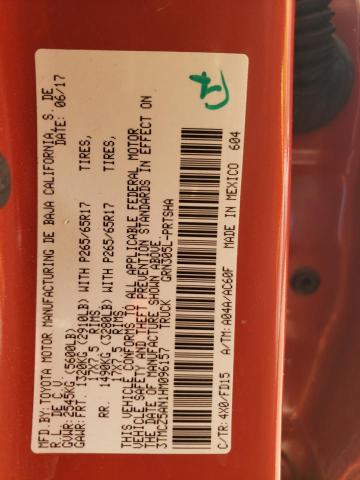 MFD.BY:TOYOTA MOTOR MANUFACTURING DE BAJA CALIFORNIA, S. DE
R.L. DE C.V. DATE: 06/17
GVWR: 2545KG (5600LB)
GAWR:FRT. 1320KG (2910LB) WITH P265/65R17 TIRES,
17X7.5 RIMS
RR. 1490KG (3280LB) WITH P265/65R17 TIRES,
17X7.5 RIMS
THIS VEHICLE CONFORMS TO ALL APPLICABLE FEDERAL MOTOR
VEHICLE SAFETY AND THEFT PREVENTION STANDARDS IN EFFECT ON
THE DATE OF MANUFACTURE SHOWN ABOVE.
3TMCZ5AN1HM096157 TRUCK GRN305L-PRTSHA
C/TR: 4X0/FD15 A/TM: A04A/AC60F MADE IN MEXICO 604